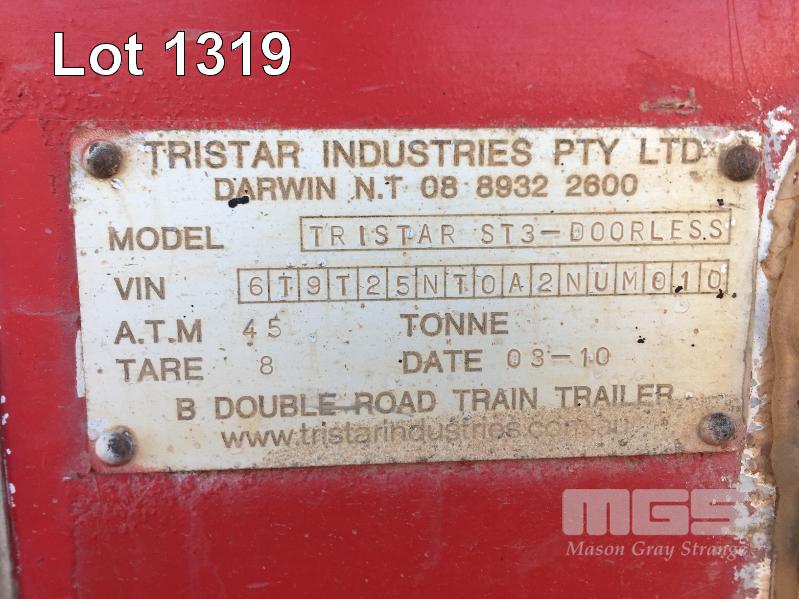 Lot 1319
TRISTAR INDUSTRIES PTY LTD
DARWIN N.T 08 8932 2600
MODEL TRISTAR ST3-DOORLESS
VIN 6T9T25NT0A2NUM010
A.T.M 45 TONNE
TARE 8 DATE 03-10
B DOUBLE ROAD TRAIN TRAILER
www.tristarindustries.com.au
MGS
Mason Gray Strange